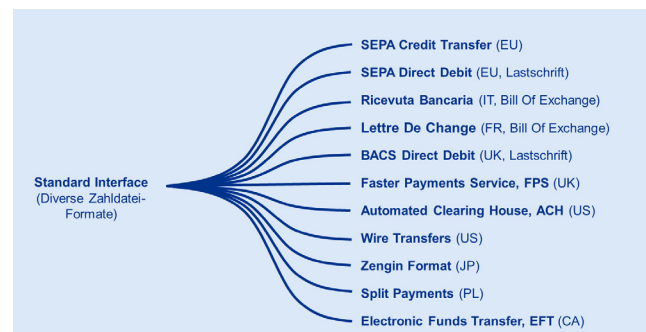 SEPA Credit Transfer (EU)
SEPA Direct Debit (EU, Lastschrift)
Ricevuta Bancaria (IT, Bill Of Exchange)
Lettre De Change (FR, Bill Of Exchange)
BACS Direct Debit (UK, Lastschrift)
Standard Interface
(Diverse Zahldatei-
Formate)
Faster Payments Service, FPS (UK)
Automated Clearing House, ACH (US)
Wire Transfers (US)
Zengin Format (JP)
Split Payments (PL)
Electronic Funds Transfer, EFT (CA)